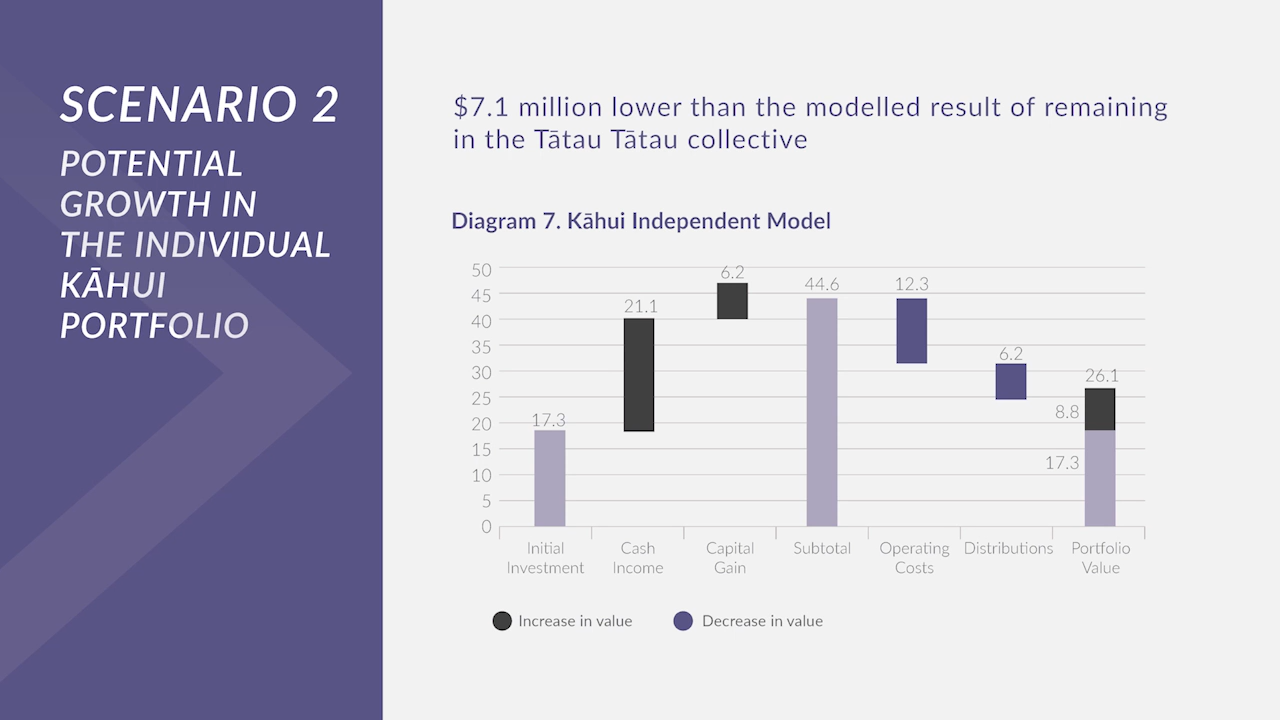 SCENARIO 2
POTENTIAL
GROWTH IN
THE INDIVIDUAL
KĀHUI
PORTFOLIO
$7.1 million lower than the modelled result of remaining
in the Tātau Tātau collective
Diagram 7. Kāhui Independent Model
50
45
40
35
30
25
20
15
10
5
0
17.3
21.1
6.2
44.6
12.3
6.2
26.1
8.8
17.3
Initial
Investment
Cash
Income
Capital
Gain
Subtotal
Operating
Costs
Distributions
Portfolio
Value
Increase in value
Decrease in value